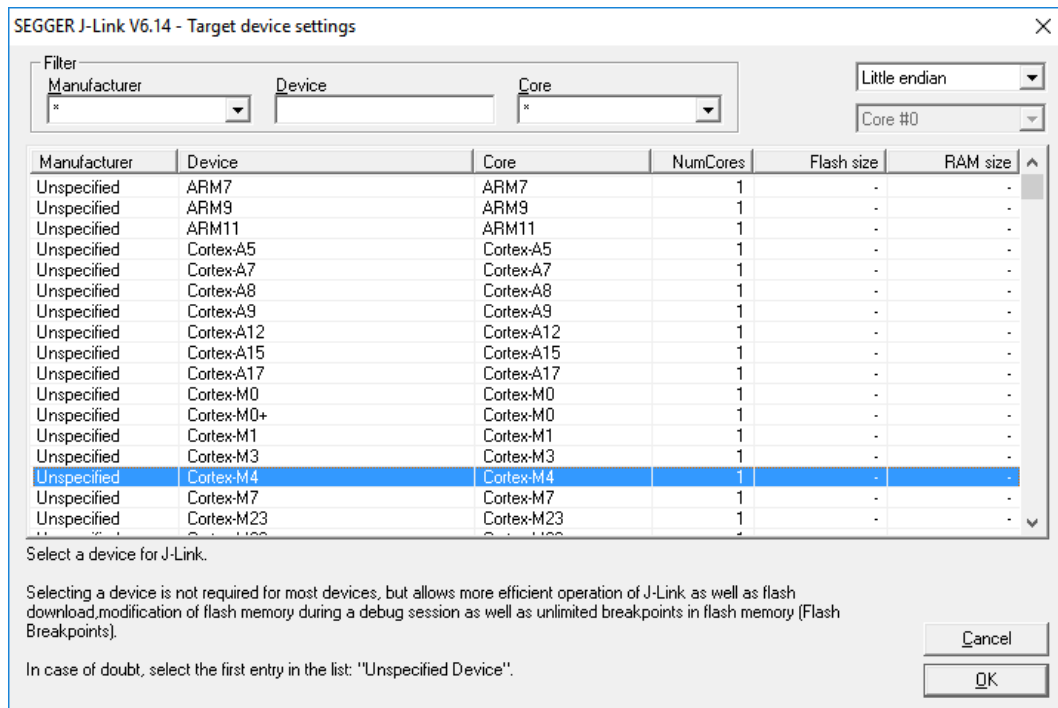 SEGGER J-Link V6.14 - Target device settings
Filter
Manufacturer Device Core
* *
Little endian
Core #0
Manufacturer Device Core NumCores Flash size RAM size
Unspecified ARM7 ARM7 1 - -
Unspecified ARM9 ARM9 1 - -
Unspecified ARM11 ARM11 1 - -
Unspecified Cortex-A5 Cortex-A5 1 - -
Unspecified Cortex-A7 Cortex-A7 1 - -
Unspecified Cortex-A8 Cortex-A8 1 - -
Unspecified Cortex-A9 Cortex-A9 1 - -
Unspecified Cortex-A12 Cortex-A12 1 - -
Unspecified Cortex-A15 Cortex-A15 1 - -
Unspecified Cortex-A17 Cortex-A17 1 - -
Unspecified Cortex-M0 Cortex-M0 1 - -
Unspecified Cortex-M0+ Cortex-M0 1 - -
Unspecified Cortex-M1 Cortex-M1 1 - -
Unspecified Cortex-M3 Cortex-M3 1 - -
Unspecified Cortex-M4 Cortex-M4 1 - -
Unspecified Cortex-M7 Cortex-M7 1 - -
Unspecified Cortex-M23 Cortex-M23 1 - -
Select a device for J-Link.
Selecting a device is not required for most devices, but allows more efficient operation of J-Link as well as flash
download,modification of flash memory during a debug session as well as unlimited breakpoints in flash memory (Flash
Breakpoints).
In case of doubt, select the first entry in the list: "Unspecified Device".
Cancel
OK